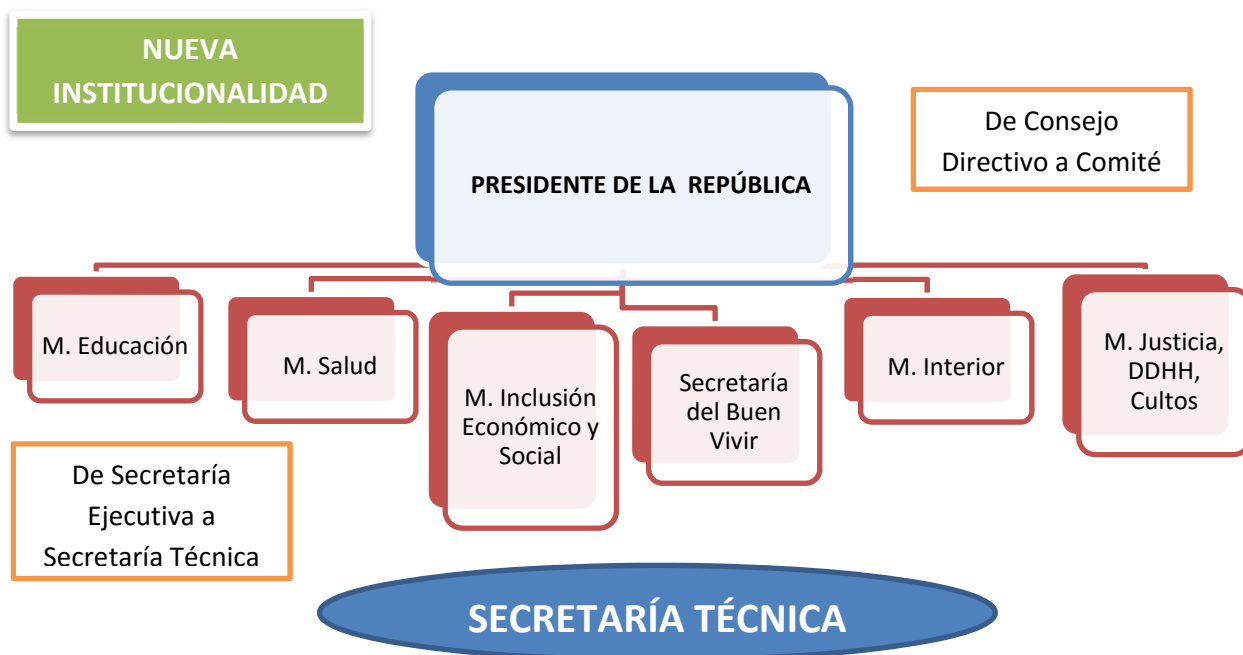 NUEVA
INSTITUCIONALIDAD
PRESIDENTE DE LA REPÚBLICA
De Consejo
Directivo a Comité
M. Educación
M. Salud
M. Inclusión
Económico y
Social
Secretaría
del Buen
Vivir
M. Interior
M. Justicia,
DDHH,
Cultos
De Secretaría
Ejecutiva a
Secretaría Técnica
SECRETARÍA TÉCNICA